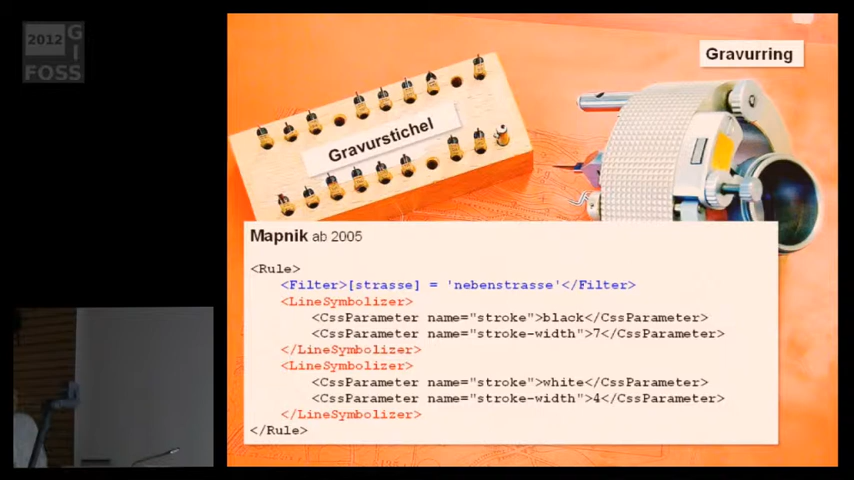 2012 GI
FOSS
Gravurring
Gravurstichel
Mapnik ab 2005
<Rule>
<Filter>[strasse] = 'nebenstrasse'</Filter>
<LineSymbolizer>
<CssParameter name="stroke">black</CssParameter>
<CssParameter name="stroke-width">7</CssParameter>
</LineSymbolizer>
<LineSymbolizer>
<CssParameter name="stroke">white</CssParameter>
<CssParameter name="stroke-width">4</CssParameter>
</LineSymbolizer>
</Rule>